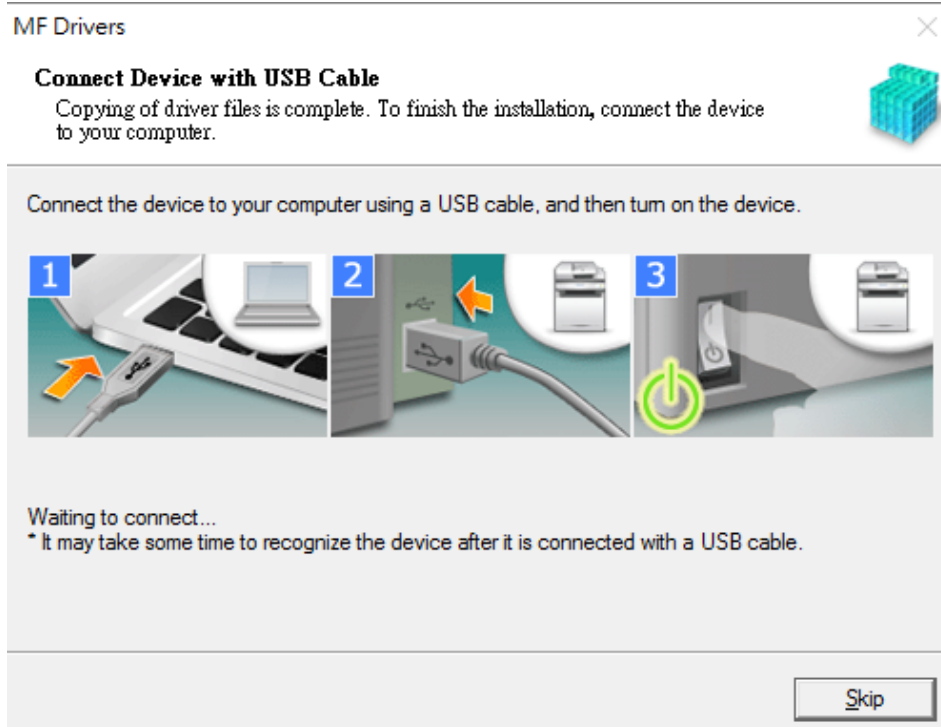 MF Drivers
Connect Device with USB Cable
Copying of driver files is complete. To finish the installation, connect the device
to your computer.
Connect the device to your computer using a USB cable, and then turn on the device.
1
2
3
Waiting to connect...
* It may take some time to recognize the device after it is connected with a USB cable.
Skip